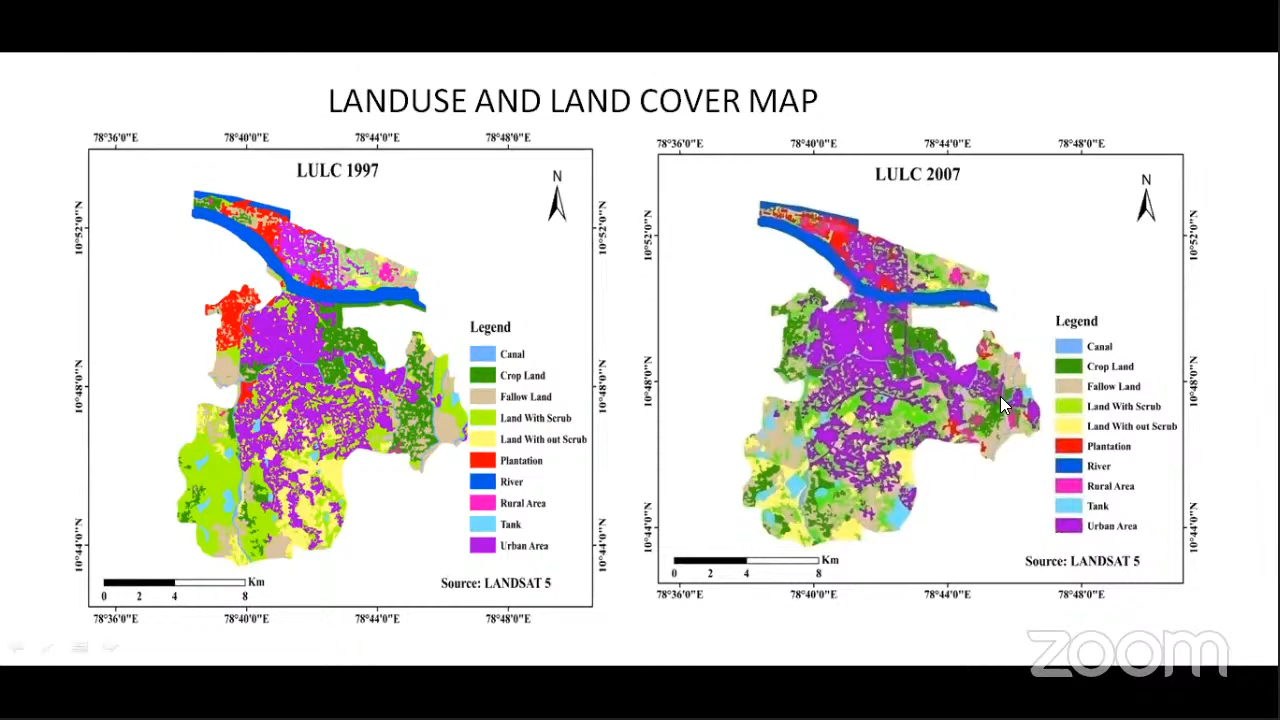 LANDUSE AND LAND COVER MAP
78°36'0"E 78°40'0"E 78°44'0"E 78°48'0"E
LULC 1997
N
10°52'0"N
10°48'0"N
10°44'0"N
10°52'0"N
10°48'0"N
10°44'0"N
Legend
Canal
Crop Land
Fallow Land
Land With Scrub
Land With out Scrub
Plantation
River
Rural Area
Tank
Urban Area
Km
0 2 4 8
Source: LANDSAT 5
78°36'0"E 78°40'0"E 78°44'0"E 78°48'0"E
78°36'0"E 78°40'0"E 78°44'0"E 78°48'0"E
LULC 2007
N
10°52'0"N
10°48'0"N
10°44'0"N
10°52'0"N
10°48'0"N
10°44'0"N
Legend
Canal
Crop Land
Fallow Land
Land With Scrub
Land With out Scrub
Plantation
River
Rural Area
Tank
Urban Area
Km
0 2 4 8
Source: LANDSAT 5
78°36'0"E 78°40'0"E 78°44'0"E 78°48'0"E
zoom